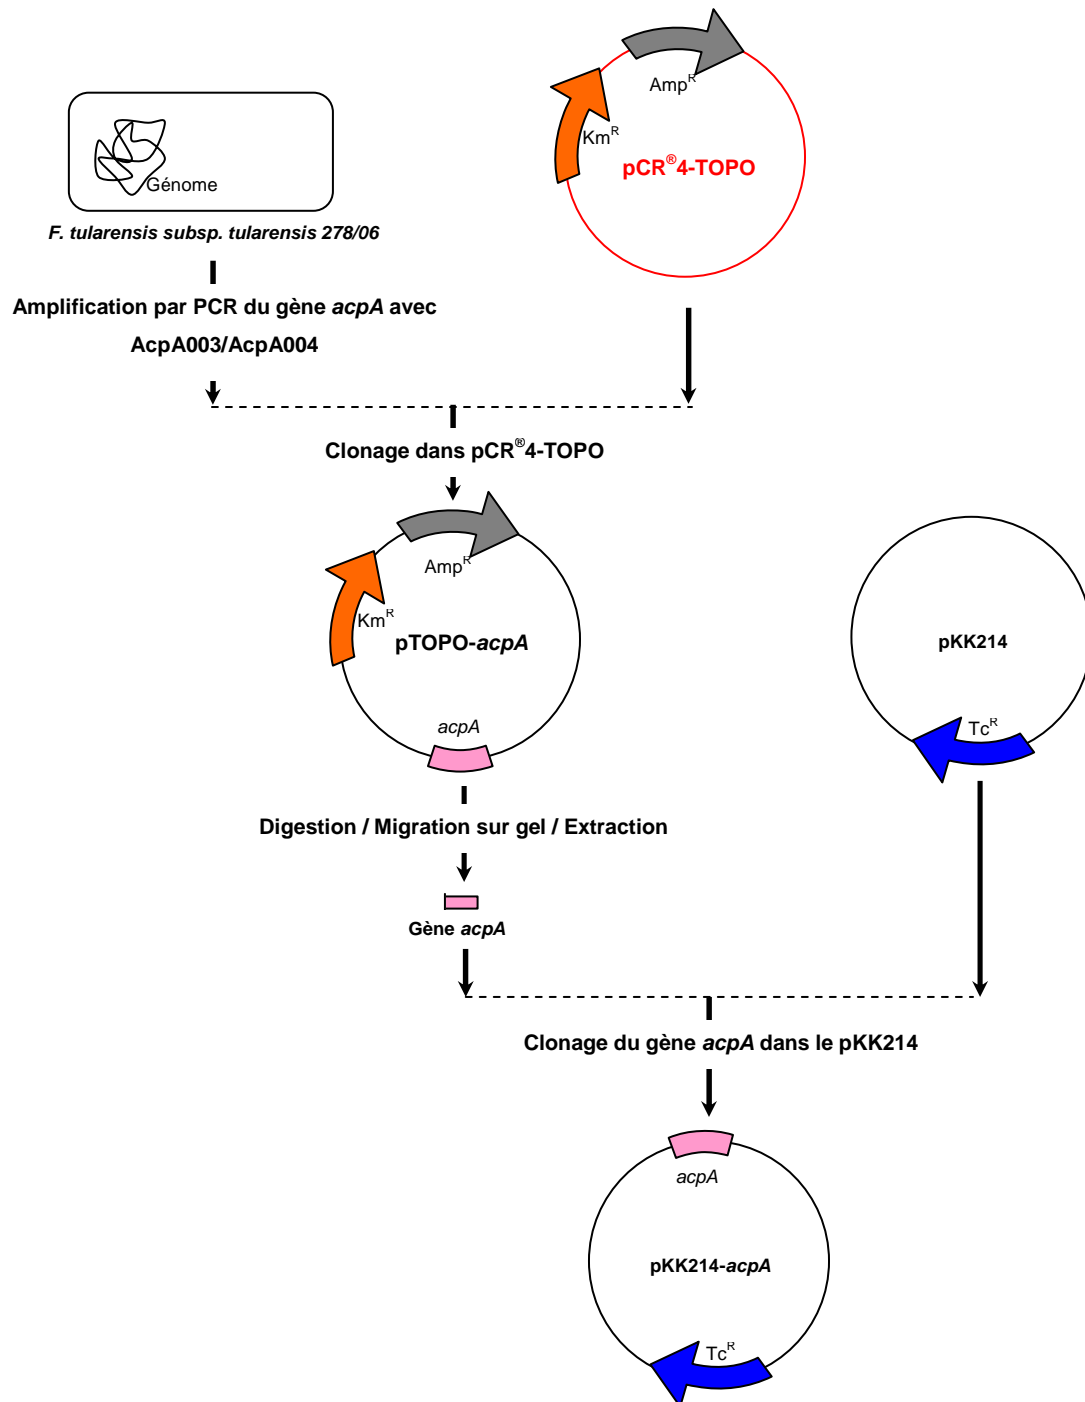 Amp^R
Km^R
pCR®4-TOPO
Génome
F. tularensis subsp. tularensis 278/06
Amplification par PCR du gène acpA avec
AcpA003/AcpA004
Clonage dans pCR®4-TOPO
Amp^R
Km^R
pTOPO-acpA
acpA
pKK214
Tc^R
Digestion / Migration sur gel / Extraction
Gène acpA
Clonage du gène acpA dans le pKK214
acpA
pKK214-acpA
Tc^R